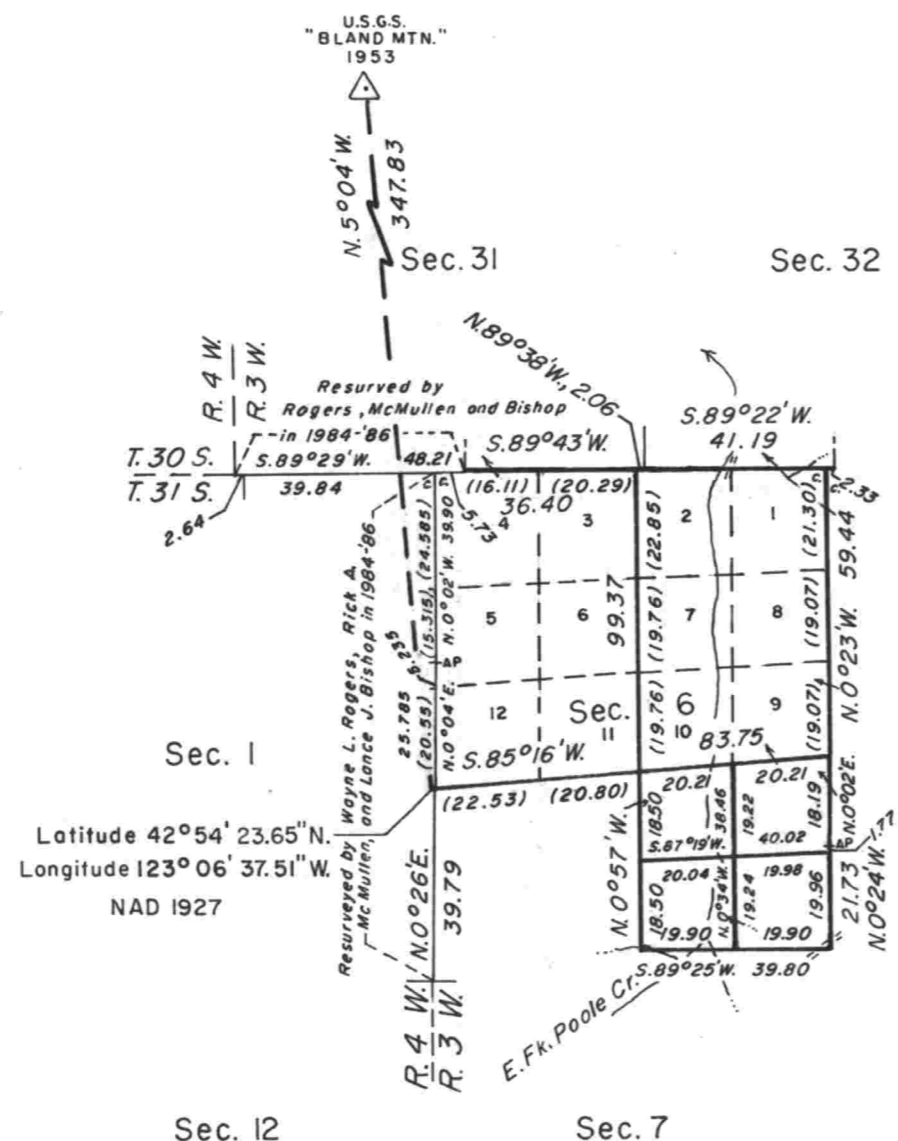 U.S.G.S.
"BLAND MTN."
1953
N. 5°04' W.
347.83
Sec. 31
Sec. 32
N. 89°38' W., 2.06
R. 4 W.
R. 3 W.
Resurved by
Rogers, McMullen and Bishop
in 1984-'86
S. 89°43' W.
S. 89°22' W.
41.19
T. 30 S.
T. 31 S.
S. 89°29' W.
48.21
39.84
2.64
5.73
(16.11)
(20.29)
36.40
2.33
4
3
2
1
(24.585)
N. 0°02' W. 39.90
(22.85)
(21.30)
59.44
5
6
99.37
7
8
(15.315)
(19.76)
(19.07)
N. 0°23' W.
5.235
AP
25.785
(20.55)
N. 0°04' E.
12
Sec.
6
11
10
9
(19.76)
(19.07)
83.75
Sec. 1
S. 85°16' W.
(22.53)
(20.80)
20.21
20.21
Latitude 42°54' 23.65" N.
Longitude 123°06' 37.51" W.
NAD 1927
Resurveyed by Wayne L. Rogers, Rick A.
McMullen, and Lance J. Bishop in 1984-'86
N. 0°26' E.
39.79
N. 0°57' W.
18.50
38.46
19.22
18.19
N. 0°02' E.
1.77
S. 87°19' W.
40.02
AP
20.04
19.98
18.50
N. 0°34' W.
19.24
19.96
21.73
N. 0°24' W.
19.90
19.90
S. 89°25' W.
39.80
E. Fk. Poole Cr.
R. 4 W.
R. 3 W.
Sec. 12
Sec. 7